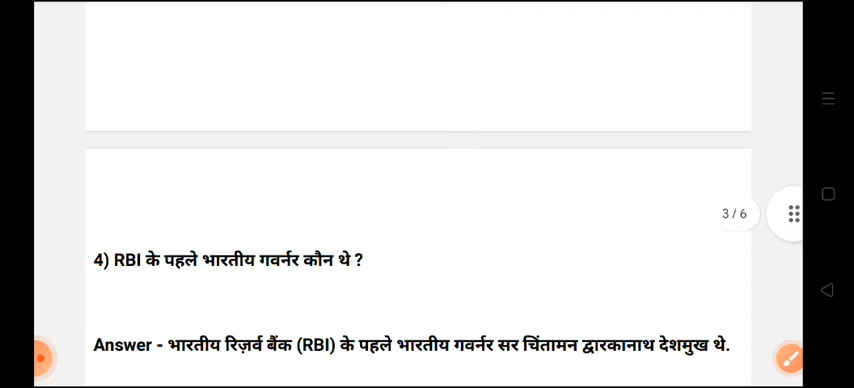 3 / 6
4) RBI के पहले भारतीय गवर्नर कौन थे ?
Answer - भारतीय रिज़र्व बैंक (RBI) के पहले भारतीय गवर्नर सर चिंतामन द्वारकानाथ देशमुख थे.